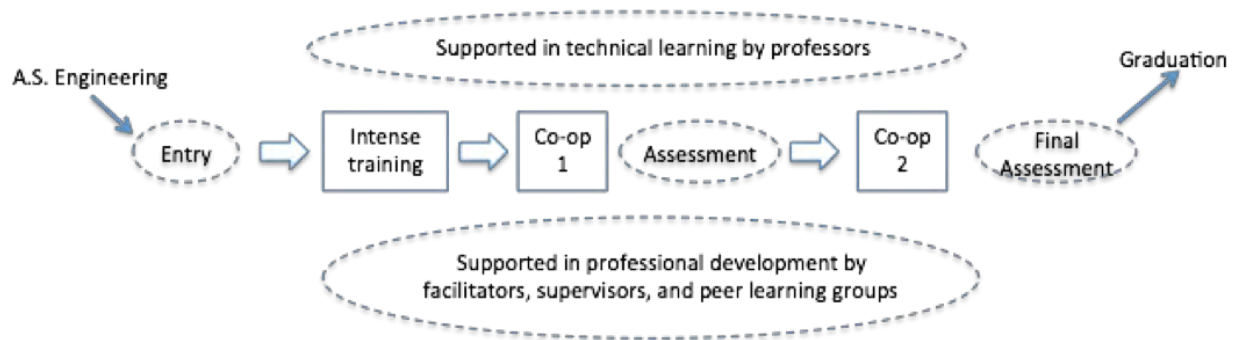 Supported in technical learning by professors
A.S. Engineering
Graduation
Entry
Intense
training
Co-op
1
Assessment
Co-op
2
Final
Assessment
Supported in professional development by
facilitators, supervisors, and peer learning groups